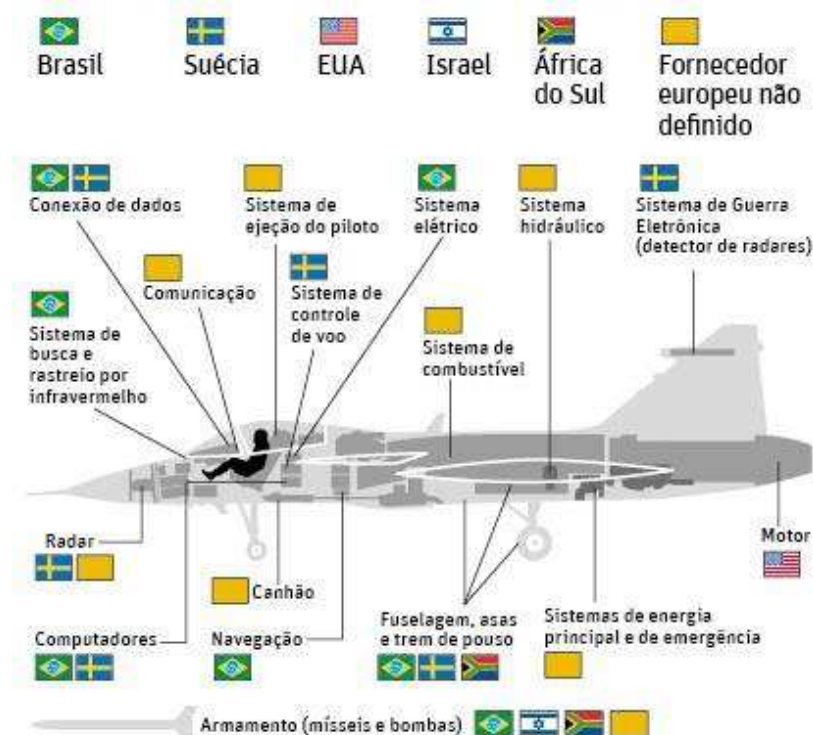 Brasil
Suécia
EUA
Israel
África
do Sul
Fornecedor
europeu não
definido
Conexão de dados
Sistema de
ejeção do piloto
Sistema
elétrico
Sistema
hidráulico
Sistema de Guerra
Eletrônica
(detector de radares)
Comunicação
Sistema de
controle
de voo
Sistema de
busca e
rastreio por
infravermelho
Sistema de
combustível
Radar
Motor
Canhão
Computadores
Navegação
Fuselagem, asas
e trem de pouso
Sistemas de energia
principal e de emergência
Armamento (mísseis e bombas)